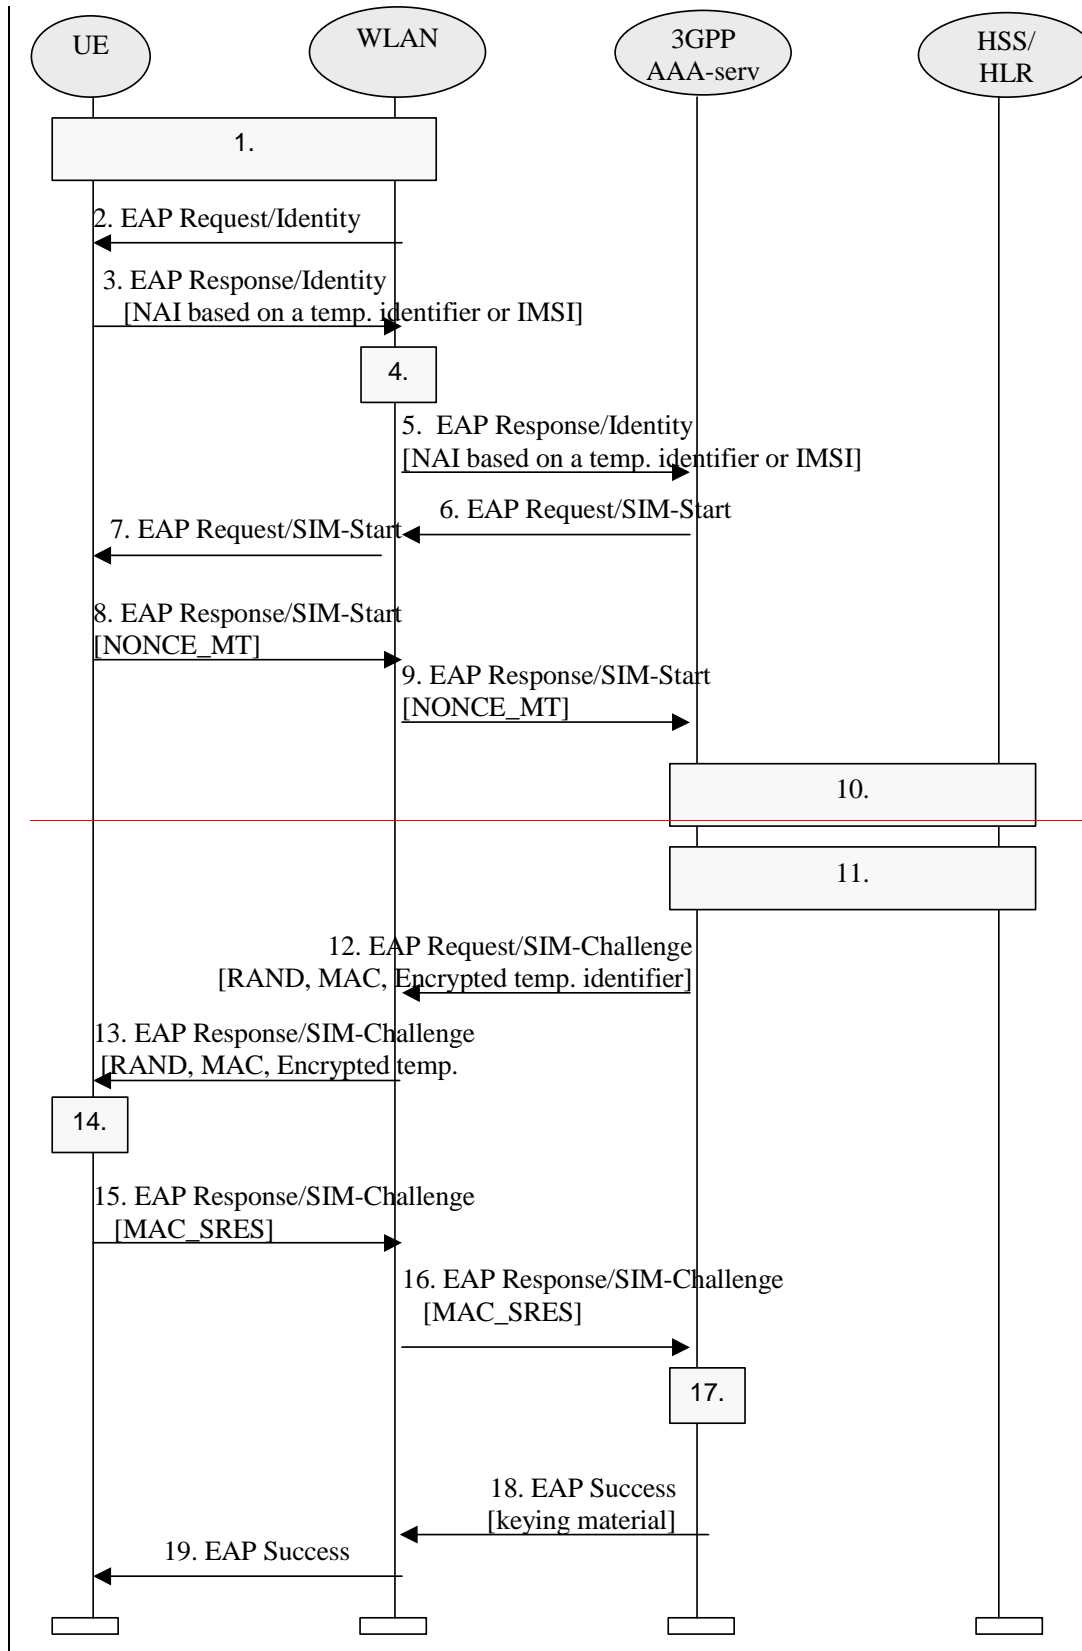 UE
WLAN
3GPP
AAA-serv
HSS/
HLR
1.
2. EAP Request/Identity
3. EAP Response/Identity
[NAI based on a temp. identifier or IMSI]
4.
5.  EAP Response/Identity
[NAI based on a temp. identifier or IMSI]
6. EAP Request/SIM-Start
7. EAP Request/SIM-Start
8. EAP Response/SIM-Start
[NONCE_MT]
9. EAP Response/SIM-Start
[NONCE_MT]
10.
11.
12. EAP Request/SIM-Challenge
[RAND, MAC, Encrypted temp. identifier]
13. EAP Response/SIM-Challenge
[RAND, MAC, Encrypted temp.
14.
15. EAP Response/SIM-Challenge
[MAC_SRES]
16. EAP Response/SIM-Challenge
[MAC_SRES]
17.
18. EAP Success
[keying material]
19. EAP Success